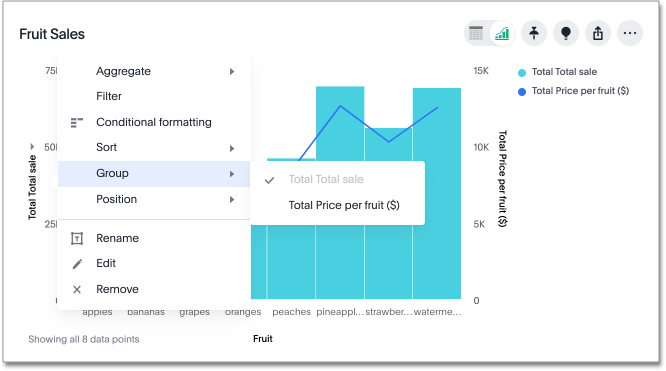 Fruit Sales
75
15K
Total Total sale
Total Price per fruit ($)
Aggregate
Filter
Conditional formatting
Sort
50
10K
Group
Total Total sale
Position
Total Price per fruit ($)
Total Total sale
Total Price per fruit ($)
25
5K
Rename
Edit
Remove
0
apples bananas grapes oranges peaches pineappl... strawber... waterme...
Showing all 8 data points
Fruit